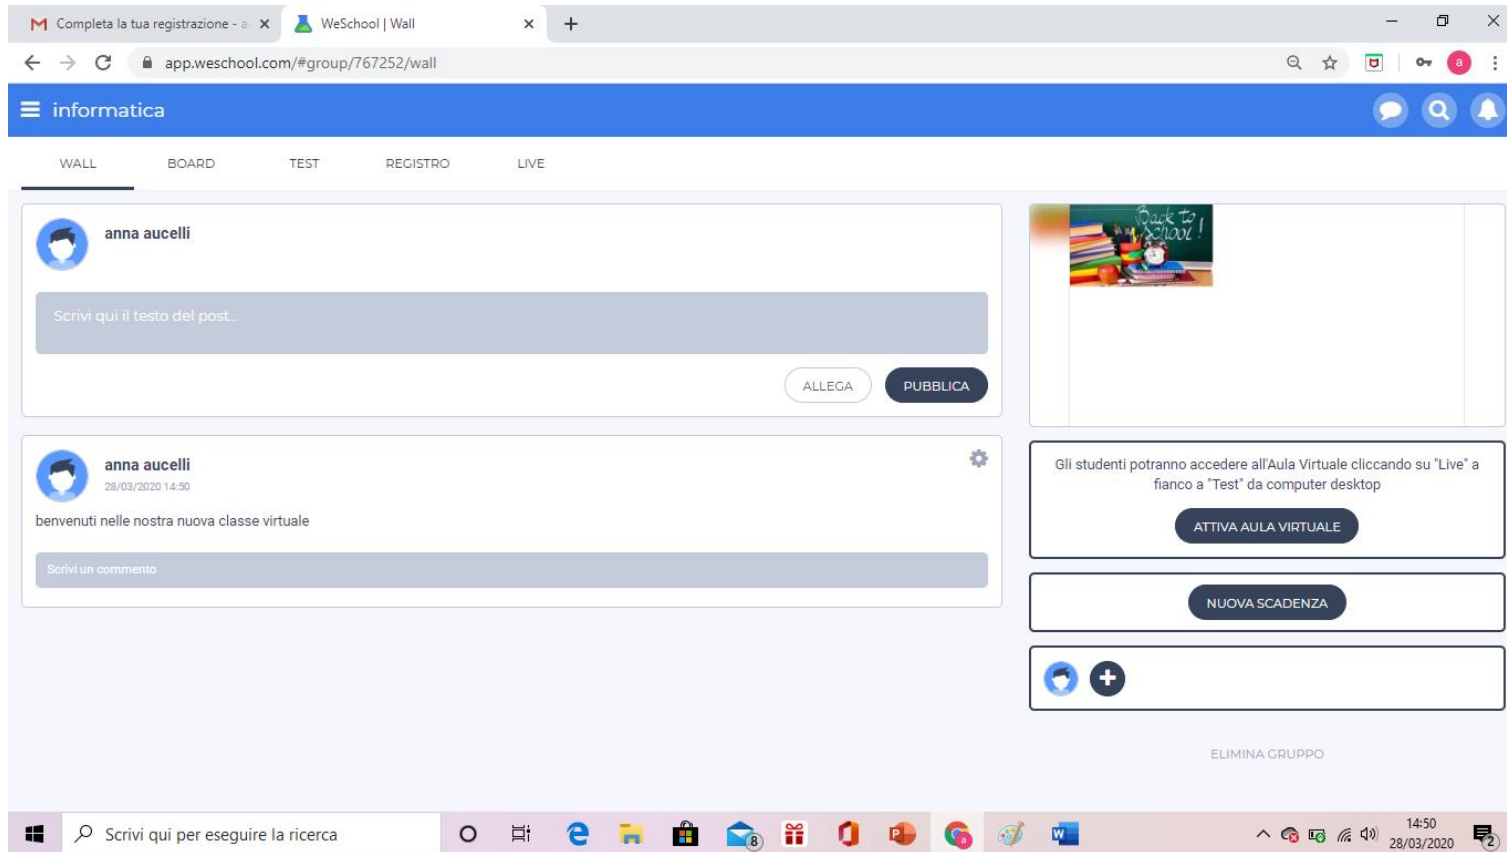 Completa la tua registrazione - a
WeSchool | Wall
app.weschool.com/#group/767252/wall
a
informatica
WALL BOARD TEST REGISTRO LIVE
anna aucelli
Scrivi qui il testo del post...
ALLEGA PUBBLICA
Back to
School!
anna aucelli
28/03/2020 14:50
benvenuti nelle nostra nuova classe virtuale
Scrivi un commento
Gli studenti potranno accedere all'Aula Virtuale cliccando su "Live" a
fianco a "Test" da computer desktop
ATTIVA AULA VIRTUALE
NUOVA SCADENZA
ELIMINA GRUPPO
Scrivi qui per eseguire la ricerca
8
a
14:50
28/03/2020
2